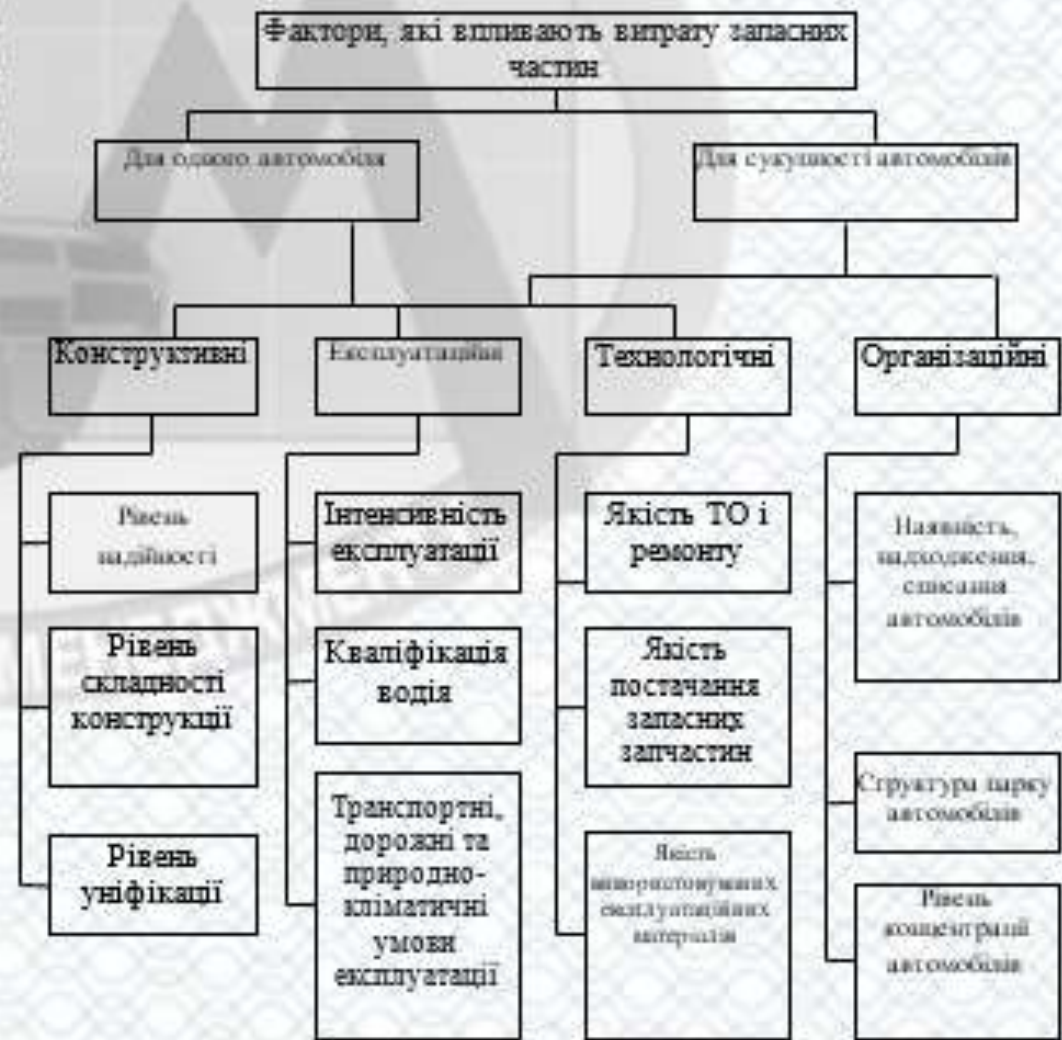 Фактори, які впливають витрату запасних
частин
Для одного автомобіля
Для сукупності автомобілів
Конструктивні
Експлуатаційні
Технологічні
Організаційні
Рівень
надійності
Рівень
складності
конструкції
Рівень
уніфікації
Інтенсивність
експлуатації
Кваліфікація
водія
Транспортні,
дорожні та
природно-
кліматичні
умови
експлуатації
Якість ТО і
ремонту
Якість
постачання
запасних
запчастин
Якість
використовуваних
експлуатаційних
матеріалів
Наявність,
надходження,
списання
автомобілів
Структура парку
автомобілів
Рівень
концентрації
автомобілів